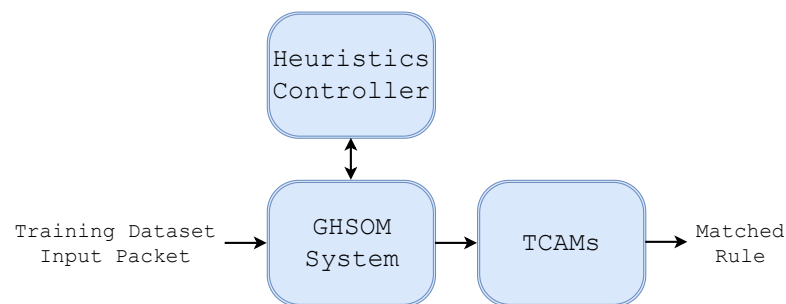 Heuristics
Controller
Training Dataset
Input Packet
GHSOM
System
TCAMs
Matched
Rule